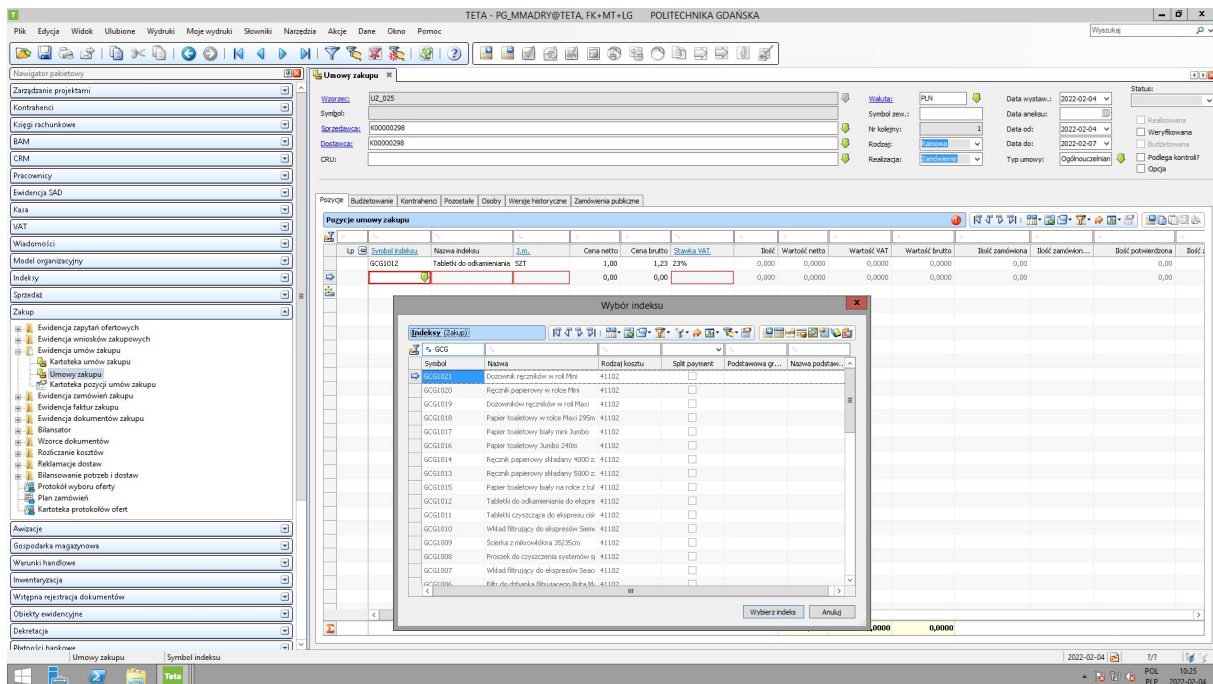 TETA - PG_MMADRY@TETA, FK+MT+LG POLITECHNIKA GDAŃSKA
Plik Edycja Widok Ulubione Wydruki Moje wydruki Słowniki Narzędzia Akcje Dane Okno Pomoc
Wyszukaj
Nawigator pakietowy
Zarządzanie projektami
Kontrahenci
Księgi rachunkowe
BAM
CRM
Pracownicy
Ewidencja SAD
Kasa
VAT
Wiadomości
Model organizacyjny
Indeksy
Sprzedaż
Zakup
Ewidencja zapytań ofertowych
Ewidencja wniosków zakupowych
Ewidencja umów zakupu
Kartoteka umów zakupu
Umowy zakupu
Kartoteka pozycji umów zakupu
Ewidencja zamówień zakupu
Ewidencja faktur zakupu
Ewidencja dokumentów zakupu
Bilansator
Wzorce dokumentów
Rozliczanie kosztów
Reklamacje dostaw
Bilansowanie potrzeb i dostaw
Protokół wyboru oferty
Plan zamówień
Kartoteka protokołów ofert
Awizacje
Gospodarka magazynowa
Warunki handlowe
Inwentaryzacja
Wstępna rejestracja dokumentów
Obiekty ewidencyjne
Dekretacja
Płatności bankowe
Umowy zakupu
Wzorzec: UZ_025 Waluta: PLN Data wystaw.: 2022-02-04 Status:
Symbol: Symbol zew.: Data aneksu: Realizowana
Sprzedawca: K00000298 Nr kolejny: 1 Data od: 2022-02-04 Weryfikowana
Dostawca: K00000298 Rodzaj: Ramowa Data do: 2022-02-07 Budżetowana
CRU: Realizacja: Zamówienie Typ umowy: Ogólnouczelnian Podlega kontroli?
Opcja
Pozycje Budżetowanie Kontrahenci Pozostałe Osoby Wersje historyczne Zamówienia publiczne
Pozycje umowy zakupu
Lp Symbol indeksu Nazwa indeksu J.m. Cena netto Cena brutto Stawka VAT Ilość Wartość netto Wartość VAT Wartość brutto Ilość zamówiona Ilość zamówion... Ilość potwierdzona Ilość
GCG1012 Tabletki do odkamieniania SZT 1,00 1,23 23% 0,000 0,0000 0,0000 0,0000 0,00 0,00
0,00 0,00 0,000 0,0000 0,0000 0,0000 0,00 0,00
Wybór indeksu
Indeksy (Zakup)
GCG
Symbol Nazwa Rodzaj kosztu Split payment Podstawowa gr... Nazwa podstaw...
GCG1021 Dozownik ręczników w roli Mini 41102
GCG1020 Ręcznik papierowy w rolce Mini 41102
GCG1019 Dozowników ręczników w roli Maxi 41102
GCG1018 Papier toaletowy w rolce Maxi 295m 41102
GCG1017 Papier toaletowy biały mini Jumbo 41102
GCG1016 Papier toaletowy Jumbo 240m 41102
GCG1014 Ręcznik papierowy składany 4000 z 41102
GCG1013 Ręcznik papierowy składany 5000 z 41102
GCG1015 Papier toaletowy biały na rolce z tul 41102
GCG1012 Tabletki do odkamieniania do ekspre 41102
GCG1011 Tabletki czyszczące do ekspresu ciś 41102
GCG1010 Wkład filtrujący do ekspresów Sieme 41102
GCG1009 Ścierka z mikrowłókna 35/35cm 41102
GCG1008 Proszek do czyszczenia systemów sp 41102
GCG1007 Wkład filtrujący do ekspresów Seaco 41102
GCG1006 Filtr do dzbanka filtrującego Brita M 41102
Wybierz indeks Anuluj
,0000 0,0000
Umowy zakupu Symbol indeksu 2022-02-04 ?/?
Teta
POL 10:25
PLP 2022-02-04